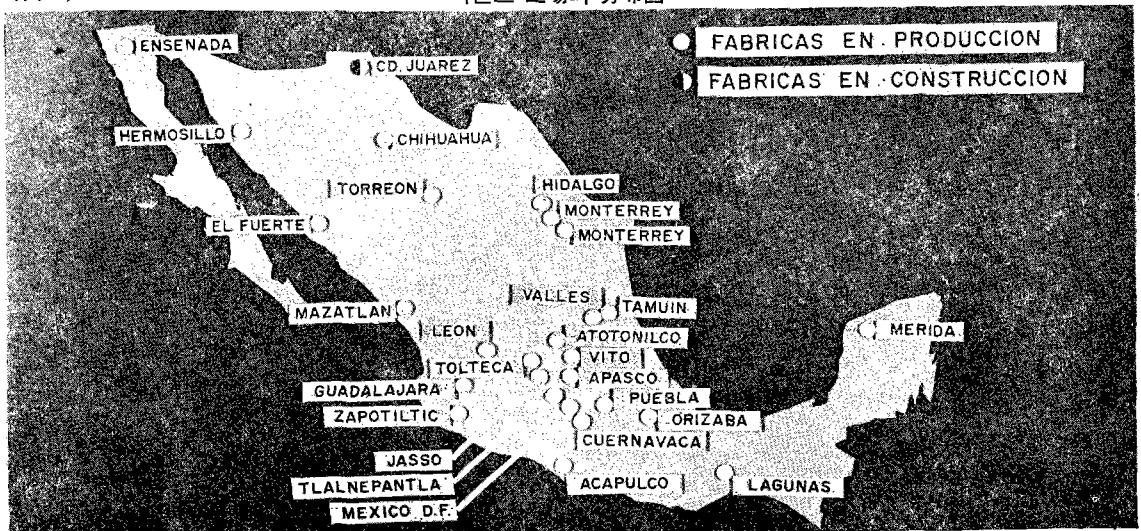 ENSENADA
CD. JUAREZ
FABRICAS EN PRODUCCION
FABRICAS EN CONSTRUCCION
HERMOSILLO
CHIHUAHUA
TORREON
HIDALGO
MONTERREY
MONTERREY
EL FUERTE
VALLES
TAMUIN
MAZATLAN
LEON
ATOTONILCO
MERIDA
TOLTECA
VITO
APASCO
GUADALAJARA
PUEBLA
ZAPOTILTIC
ORIZABA
CUERNAVACA
JASSO
TLALNEPANTLA
ACAPULCO
LAGUNAS
MEXICO D.F.